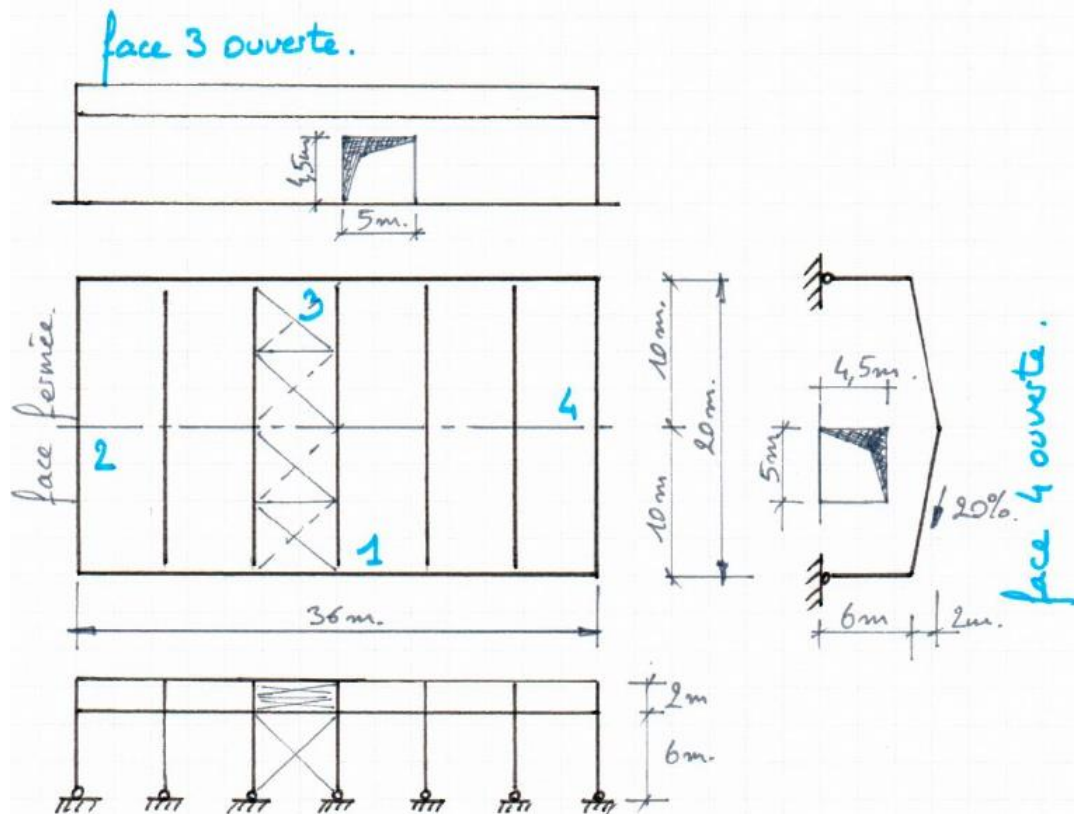 face 3 ouverte.
4,5m
5m.
face fermée.
3
2
4
1
10m.
10m
20m.
36m.
4,5m.
5m
20%.
6m
2m.
face 4 ouverte.
2m
6m.